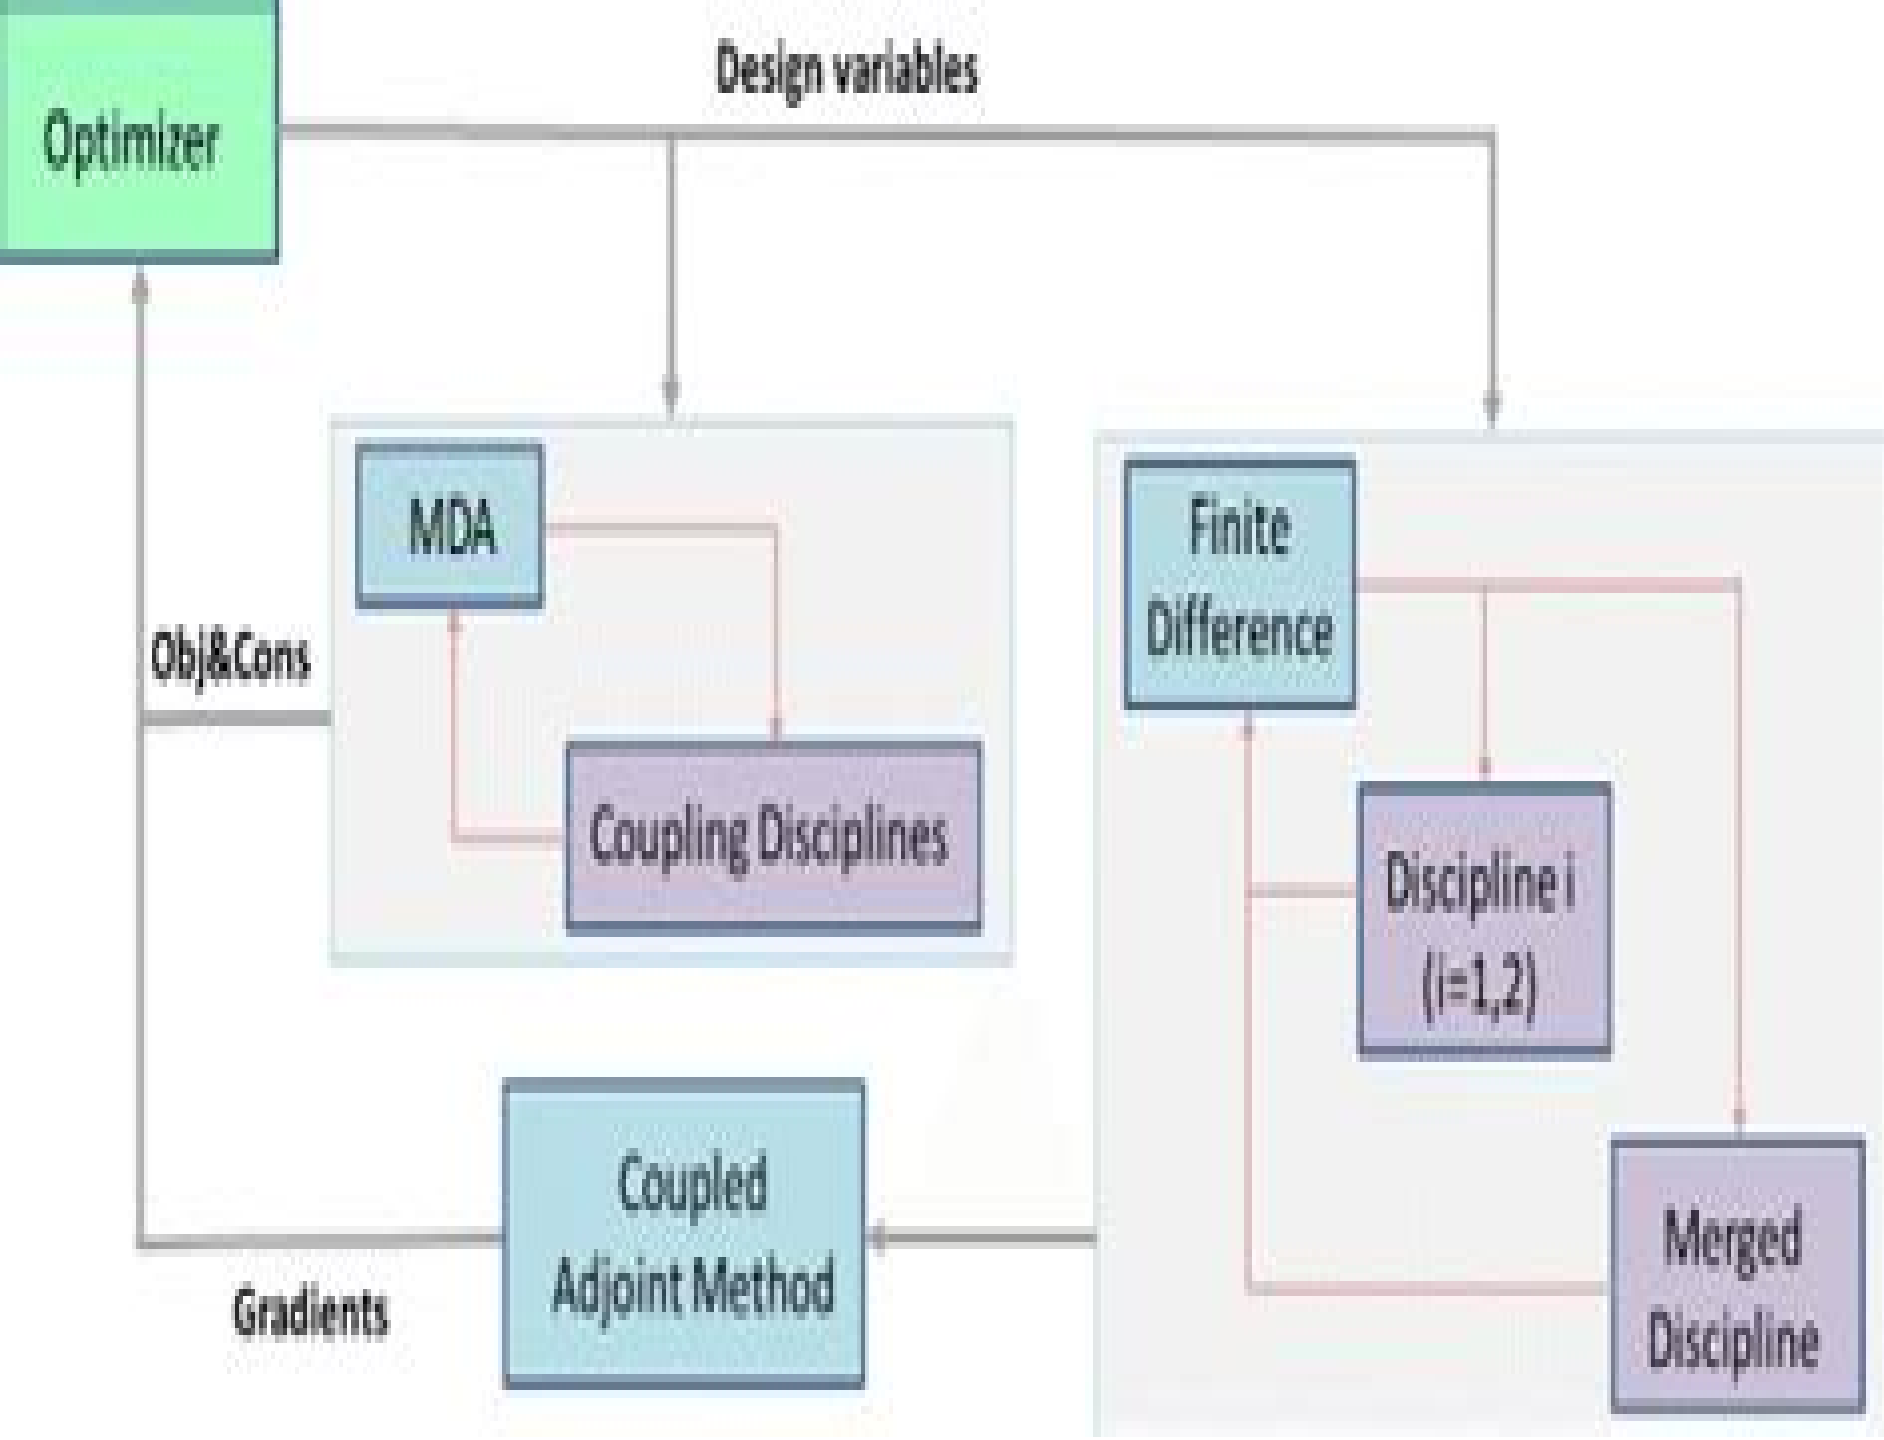 Design variables
Optimizer
MDA
Finite
Difference
Obj&Cons
Coupling Disciplines
Discipline i
(i=1,2)
Coupled
Adjoint Method
Merged
Discipline
Gradients